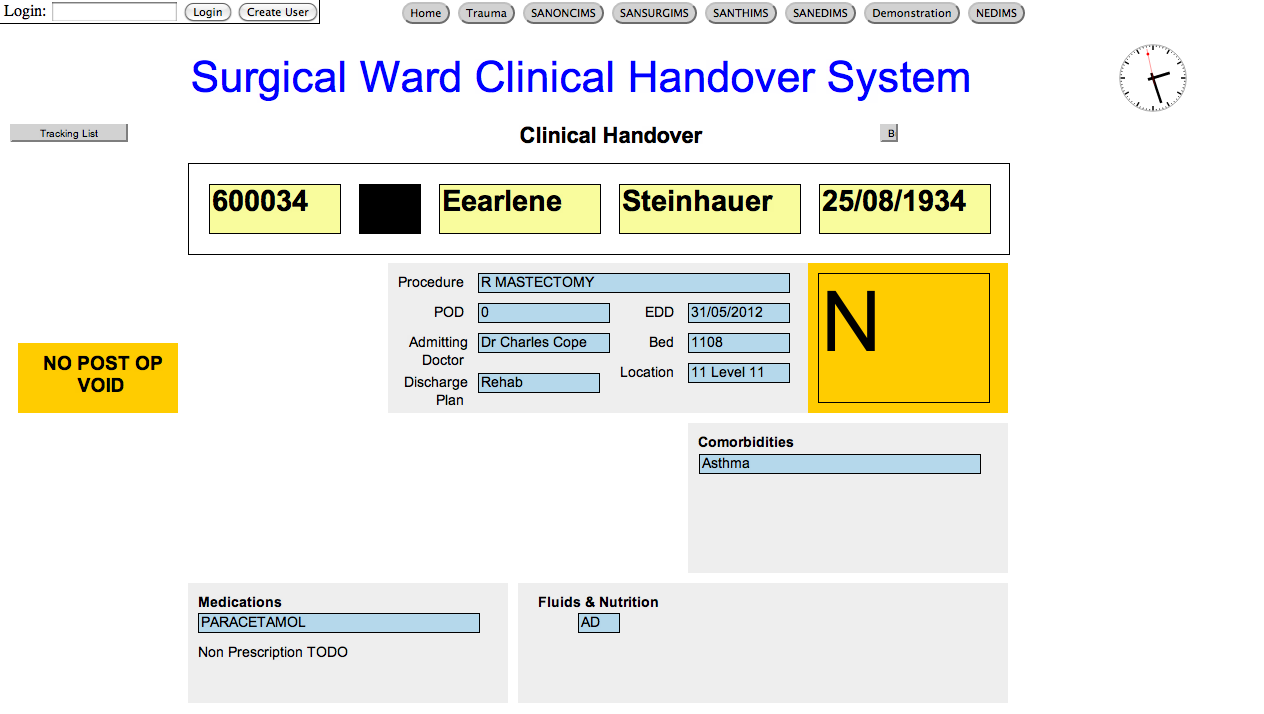 Login: Login Create User Home Trauma SANONCIMS SANSURGIMS SANTHIMS SANEDIMS Demonstration NEDIMS
Surgical Ward Clinical Handover System
Tracking List Clinical Handover B
600034 Eearlene Steinhauer 25/08/1934
Procedure R MASTECTOMY
N
POD 0 EDD 31/05/2012
Admitting Doctor Dr Charles Cope Bed 1108
Location 11 Level 11
Discharge Plan Rehab
NO POST OP
VOID
Comorbidities
Asthma
Medications
PARACETAMOL
Non Prescription TODO
Fluids & Nutrition
AD